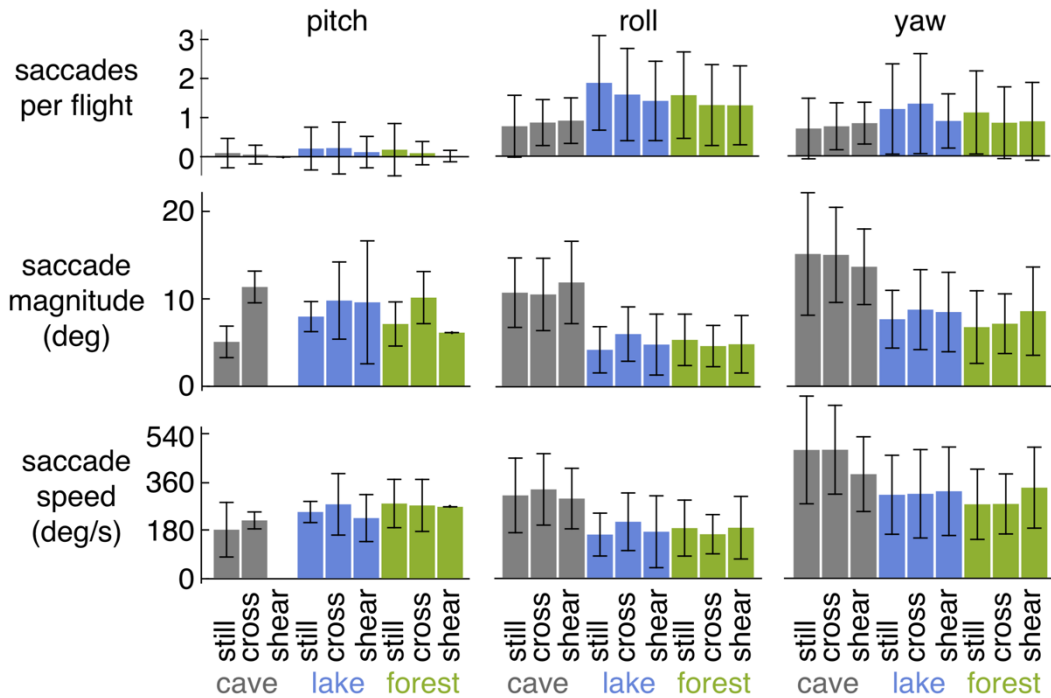 pitch roll yaw
saccades
per flight
3
2
1
0
saccade
magnitude
(deg)
20
10
0
saccade
speed
(deg/s)
540
360
180
0
still cross shear still cross shear still cross shear
still cross shear still cross shear still cross shear
still cross shear still cross shear still cross shear
cave lake forest cave lake forest cave lake forest